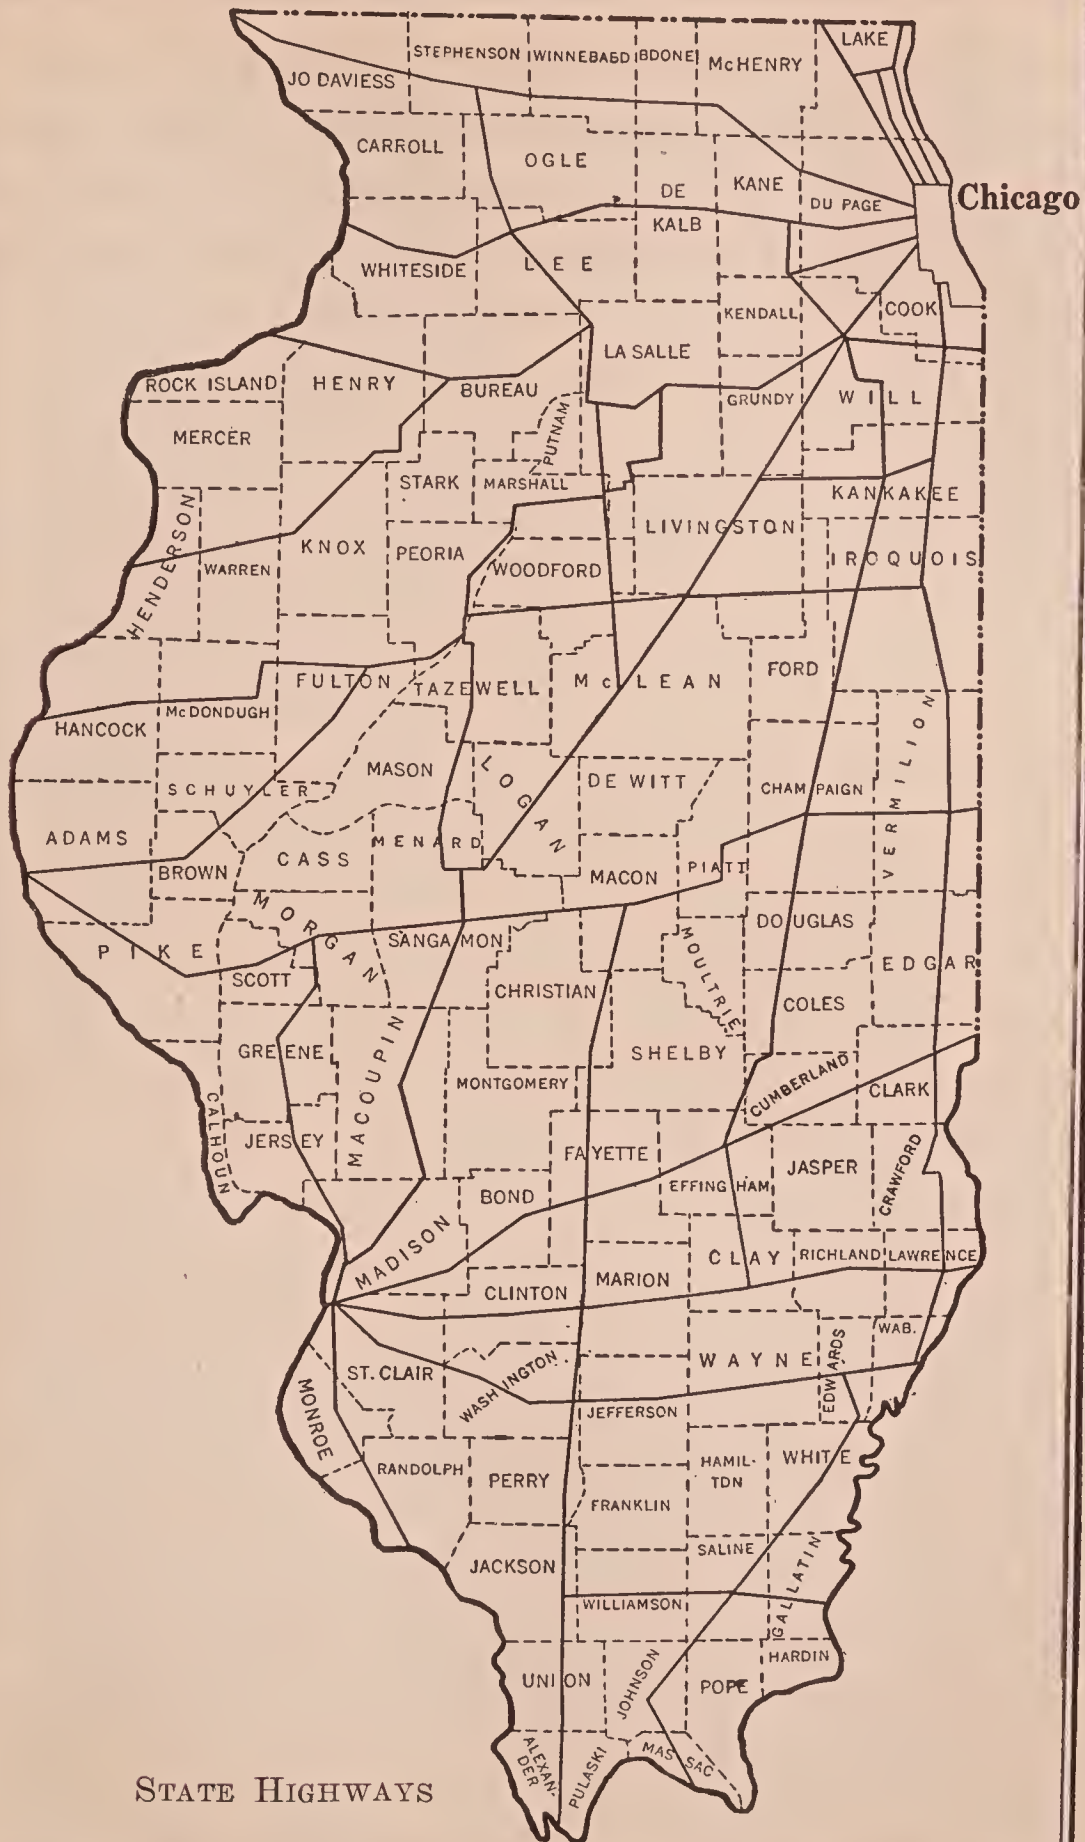 LAKE
STEPHENSON
WINNEBAGD
BDONE
McHENRY
JO DAVIESS
CARROLL
OGLE
DE
KALB
KANE
DU PAGE
Chicago
WHITESIDE
LEE
KENDALL
COOK
LA SALLE
ROCK ISLAND
HENRY
BUREAU
GRUNDY
WILL
MERCER
PUTNAM
STARK
MARSHALL
KANKAKEE
HENDERSON
WARREN
KNOX
PEORIA
WOODFORD
LIVINGSTON
IROQUOIS
HANCOCK
McDONDUGH
FULTON
TAZEWELL
McLEAN
FORD
SCHUYLER
MASON
LOGAN
DE WITT
CHAMPAIGN
VERMILION
ADAMS
BROWN
CASS
MENARD
MACON
PIATT
PIKE
MORGAN
SCOTT
SANGAMON
CHRISTIAN
MOULTRIE
DOUGLAS
EDGAR
COLES
GREENE
MACOUPIN
MONTGOMERY
SHELBY
CUMBERLAND
CLARK
CALHOUN
JERSEY
BOND
FAYETTE
EFFINGHAM
JASPER
CRAWFORD
MADISON
CLINTON
MARION
CLAY
RICHLAND
LAWRENCE
MONROE
ST. CLAIR
WASHINGTON
JEFFERSON
WAYNE
EDWARDS
WAB.
RANDOLPH
PERRY
FRANKLIN
HAMIL-
TDN
WHITE
JACKSON
WILLIAMSON
SALINE
GALLATIN
UNION
JOHNSON
POPE
HARDIN
ALEXAN-
DER
PULASKI
MASSAC
STATE HIGHWAYS